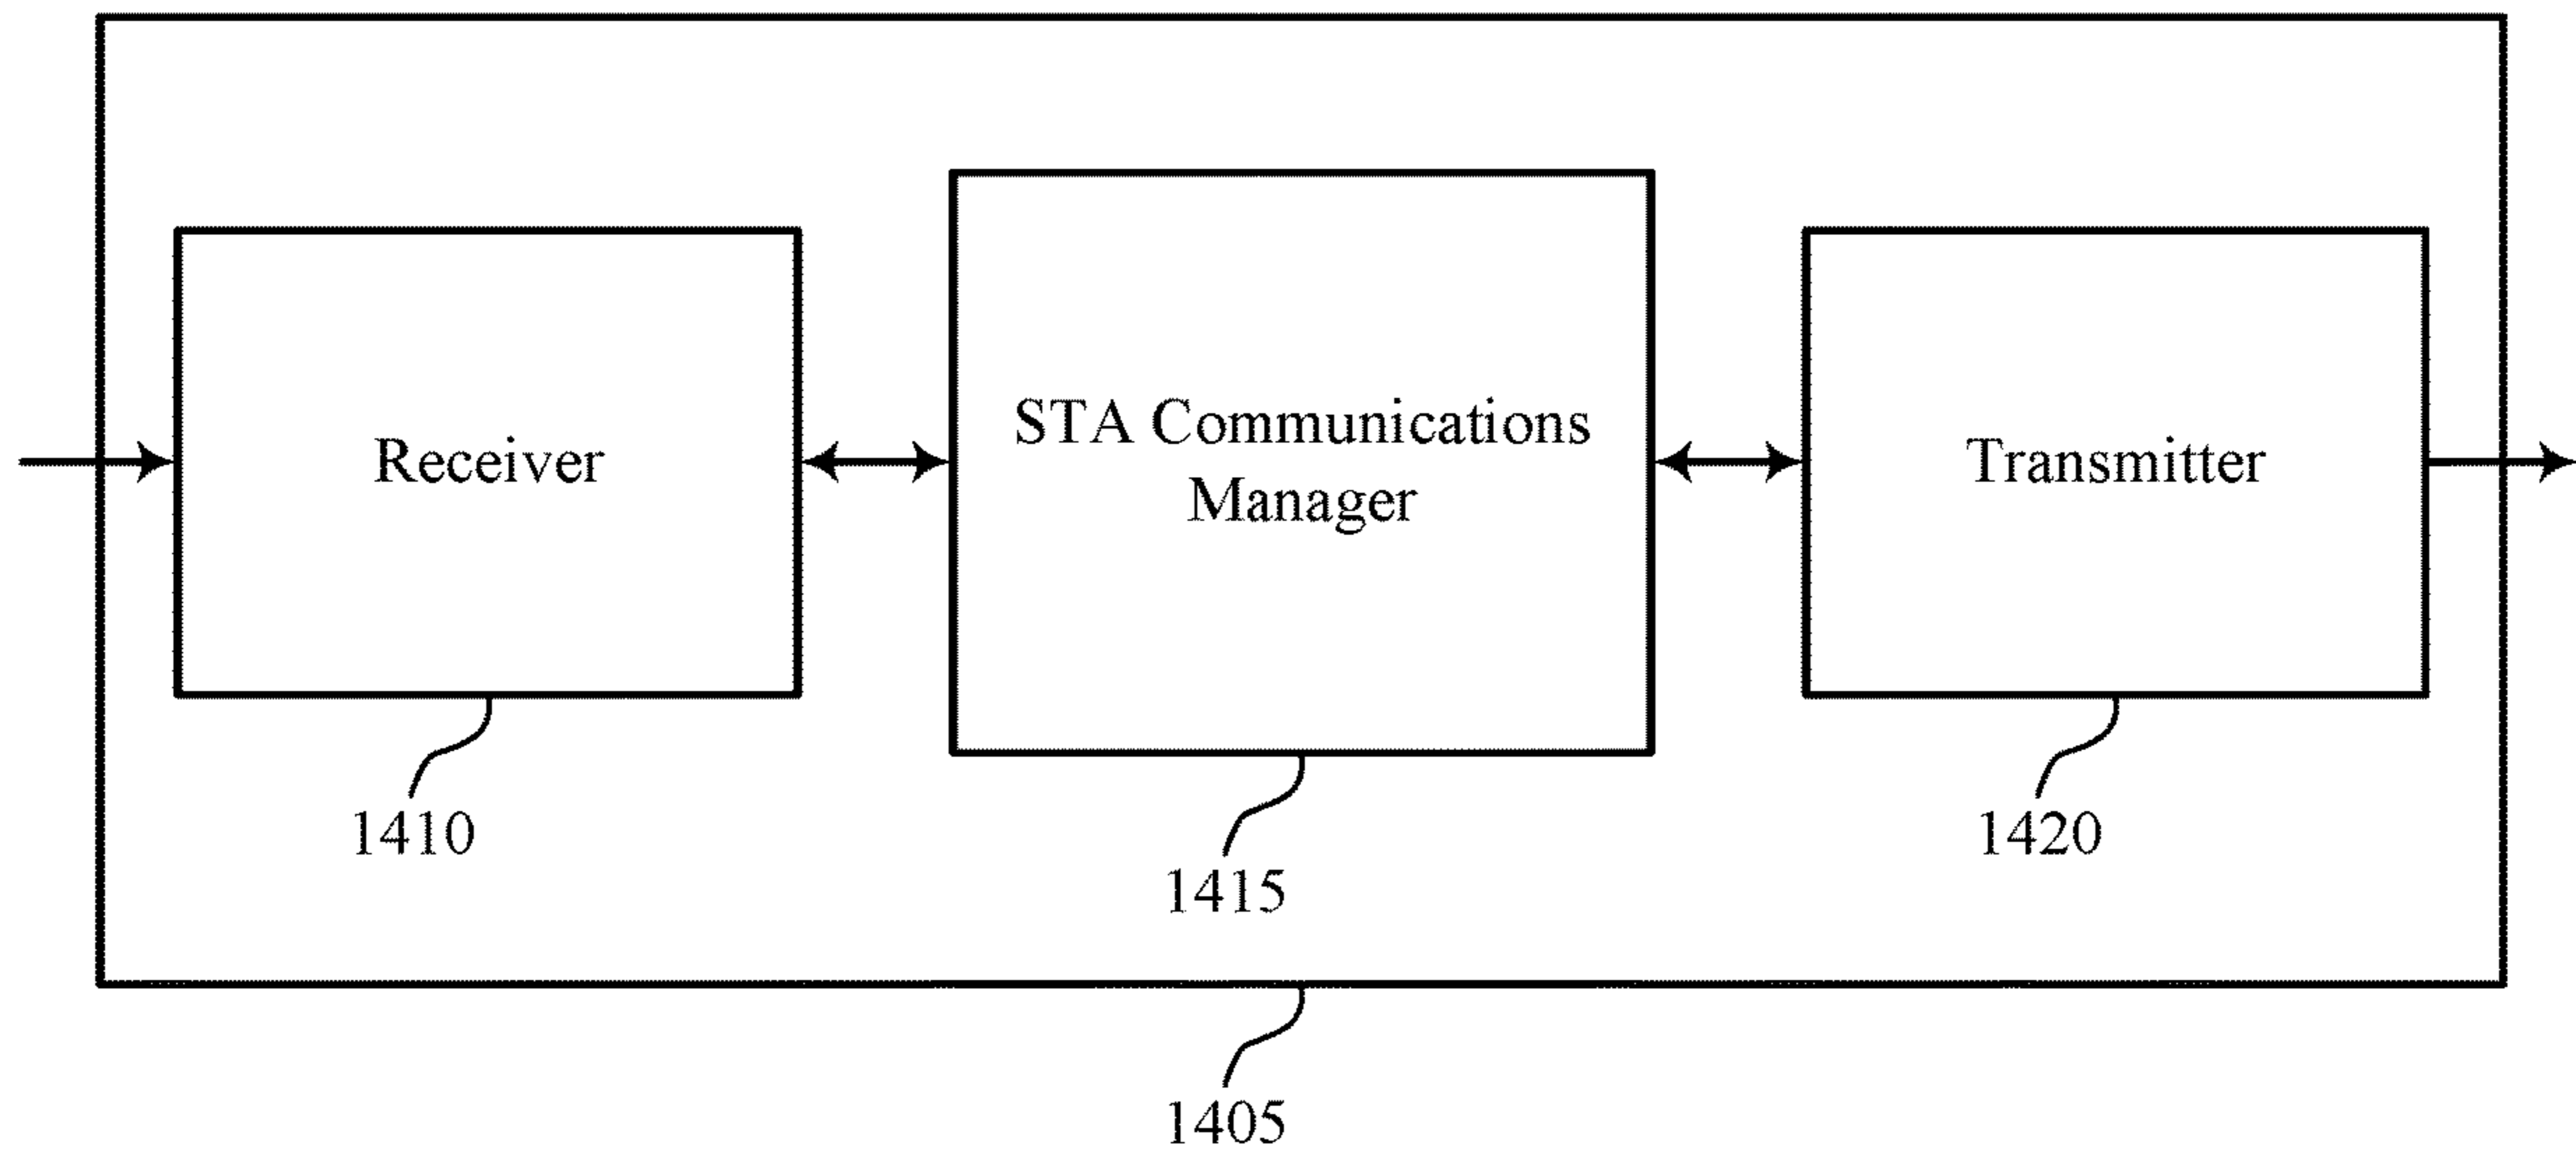 Receiver
STA Communications
Manager
Transmitter
1410
1415
1420
1405